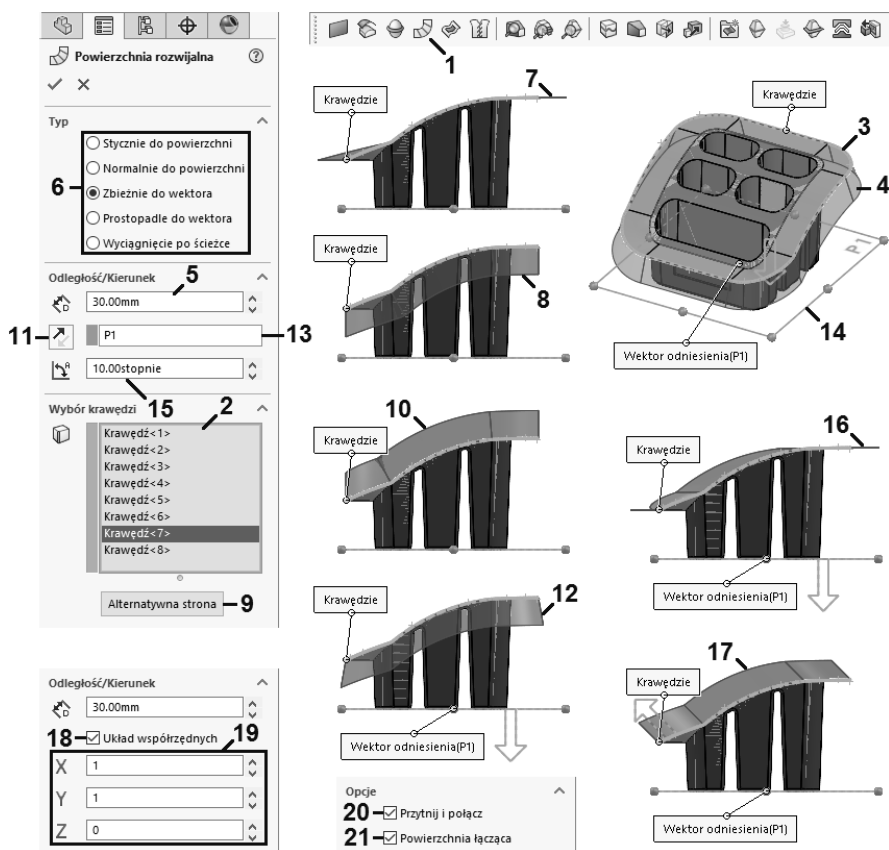 Powierzchnia rozwijalna
Typ
Stycznie do powierzchni
Normalnie do powierzchni
6
Zbieżnie do wektora
Prostopadle do wektora
Wyciągnięcie po ścieżce
Odległość/Kierunek
5
30.00mm
11
P1
13
10.00stopnie
15
Wybór krawędzi
2
Krawędź<1>
Krawędź<2>
Krawędź<3>
Krawędź<4>
Krawędź<5>
Krawędź<6>
Krawędź<7>
Krawędź<8>
Alternatywna strona
9
Odległość/Kierunek
30.00mm
18
Układ współrzędnych
19
X
1
Y
1
Z
0
1
7
Krawędzie
Krawędzie
8
10
Krawędzie
Krawędzie
12
Wektor odniesienia(P1)
Opcje
20
Przytnij i połącz
21
Powierzchnia łącząca
Krawędzie
3
4
P1
14
Wektor odniesienia(P1)
16
Krawędzie
Wektor odniesienia(P1)
17
Krawędzie
Wektor odniesienia(P1)